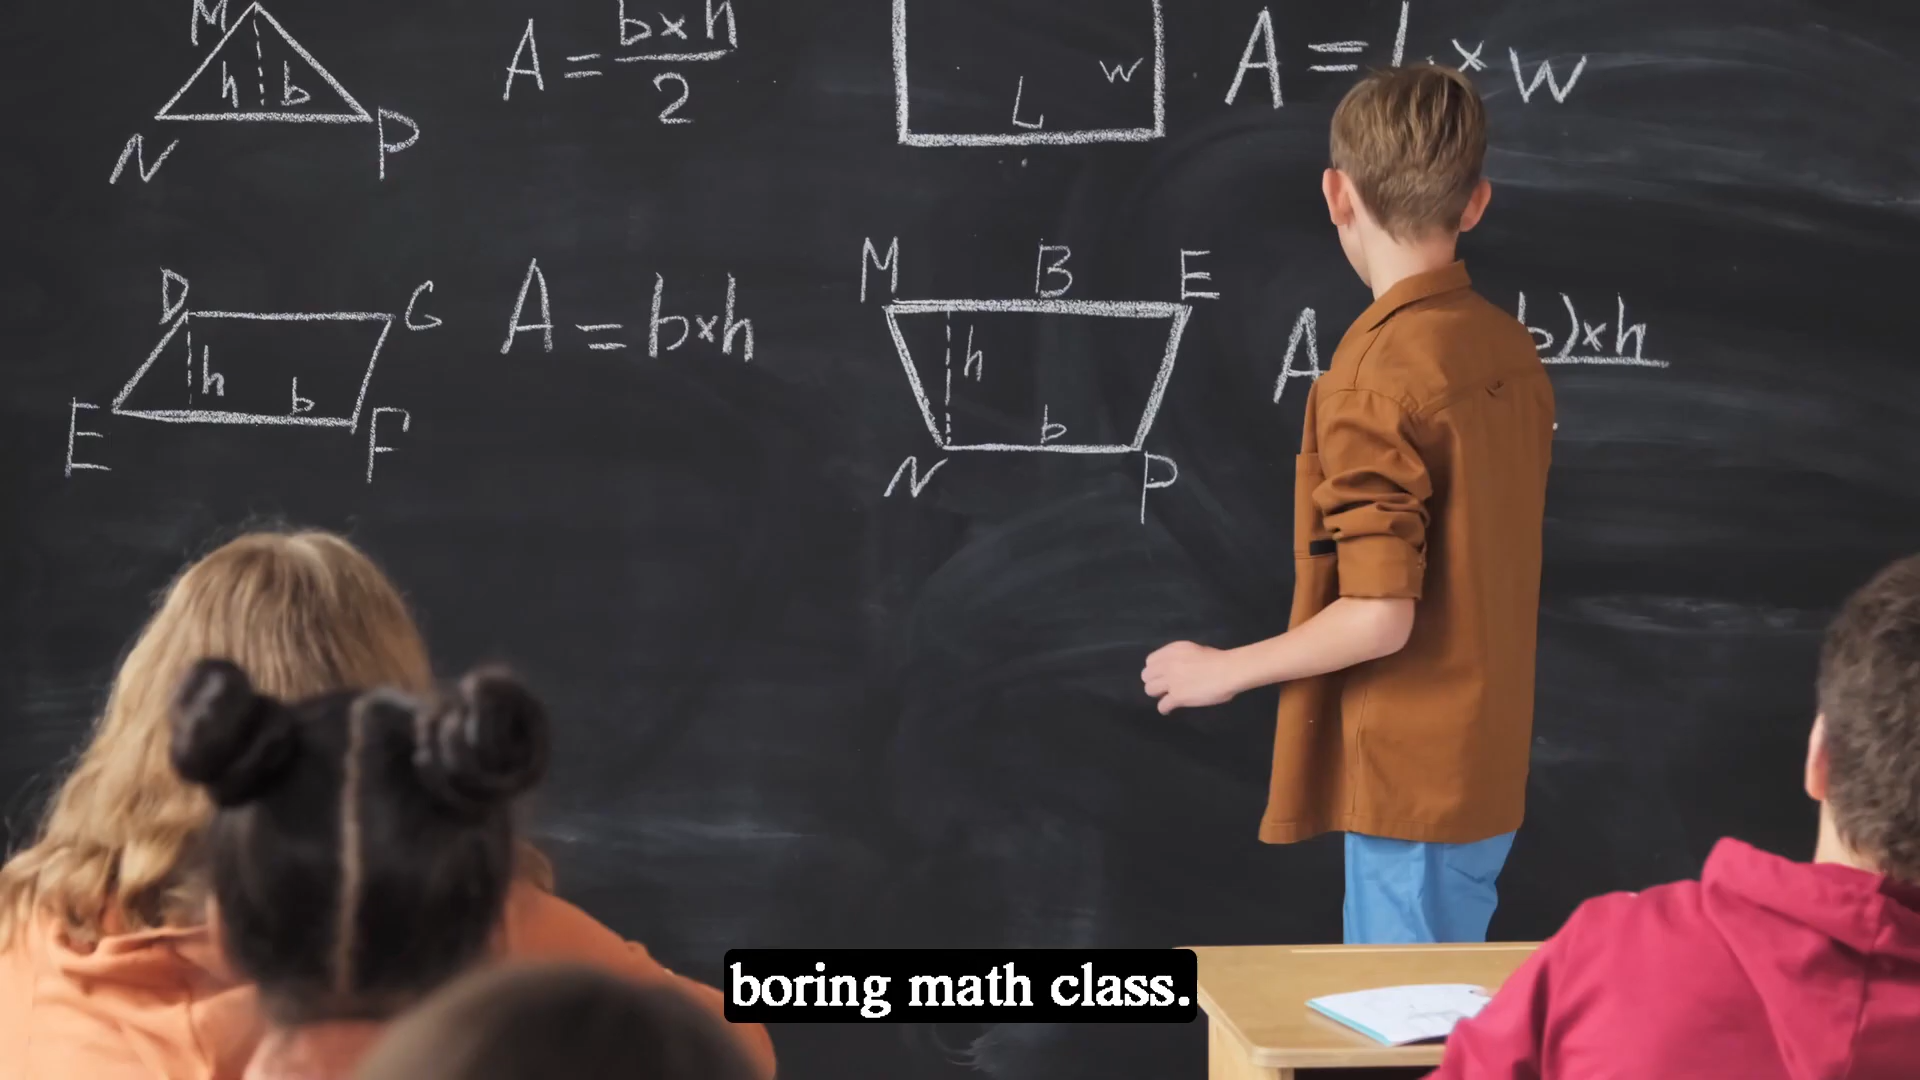 M
h b
N P
A = b×h
2
L w
A = L × w
D G
h b
E F
A = b×h
M B E
h
b
N P
A b)×h
boring math class.